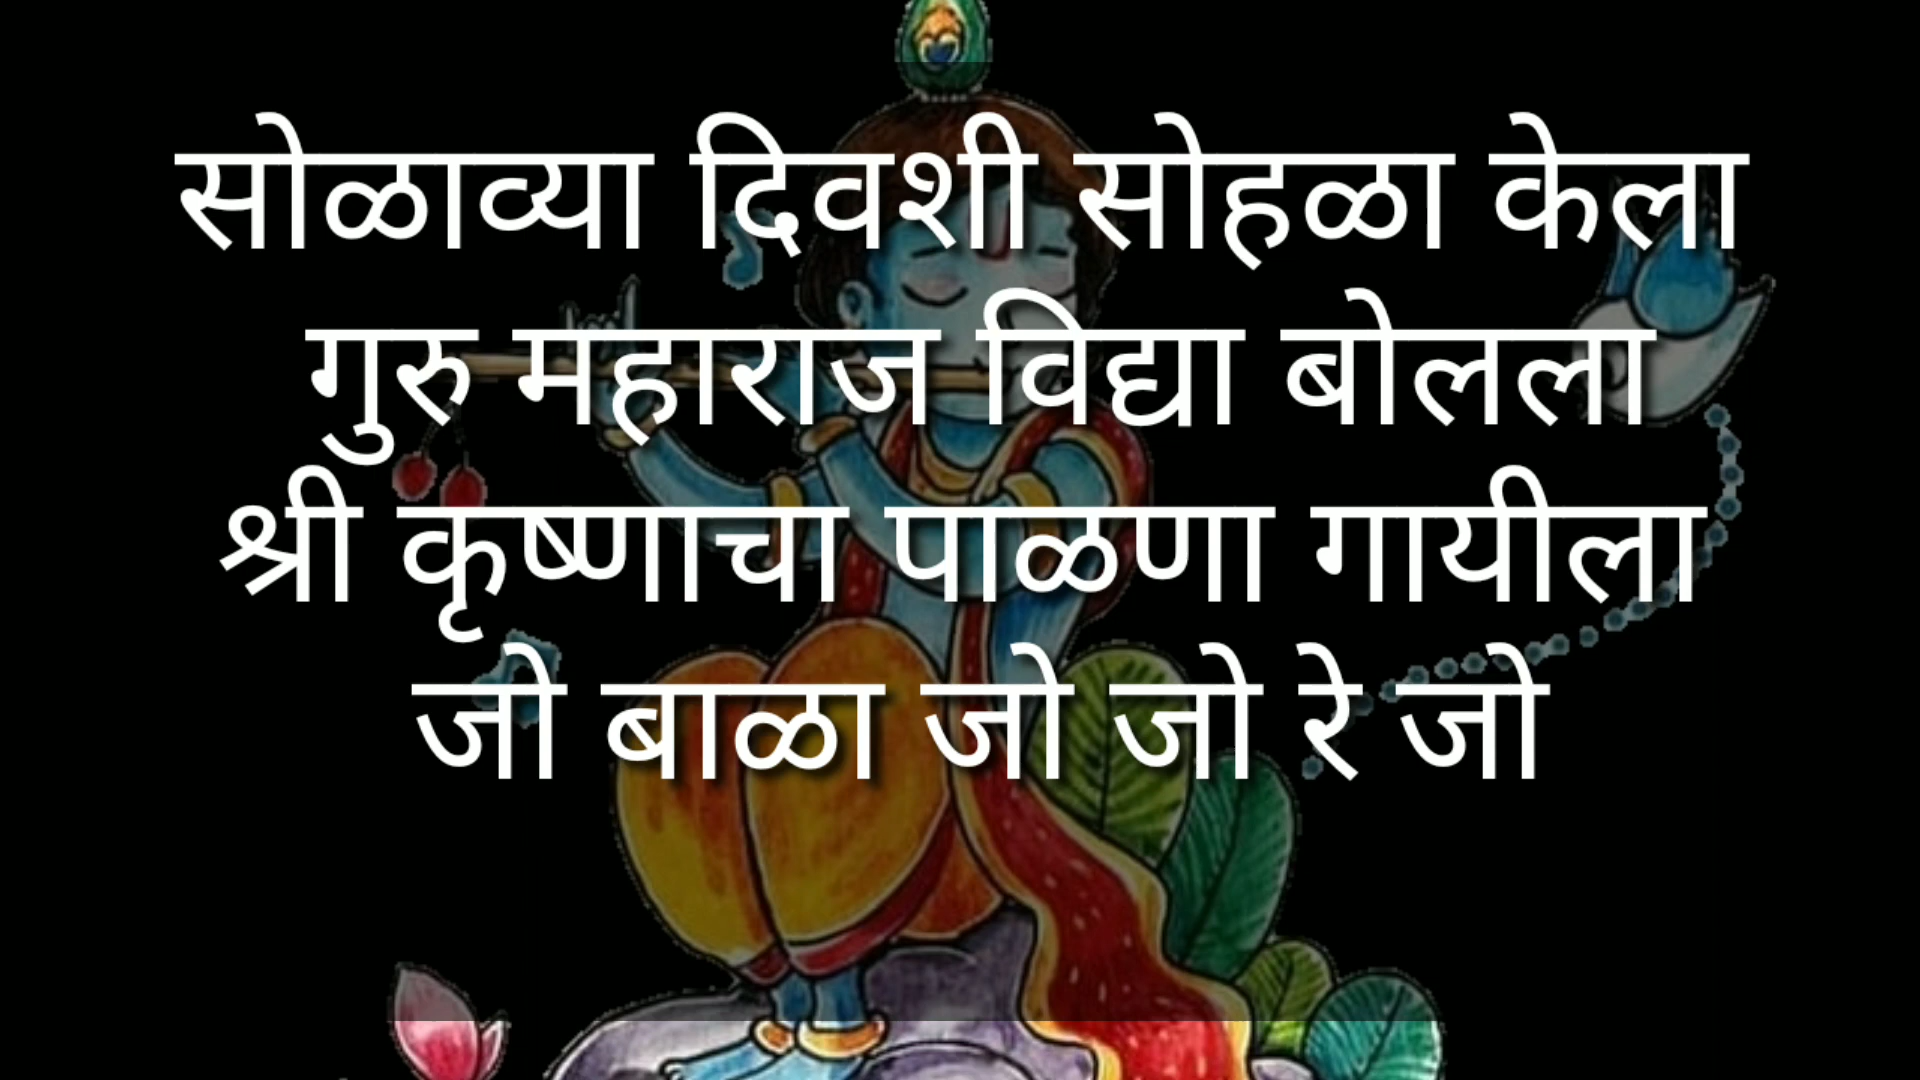 सोळाव्या दिवशी सोहळा केला
गुरु महाराज विद्या बोलला
श्री कृष्णाचा पाळणा गायीला
जो बाळा जो जो रे जो